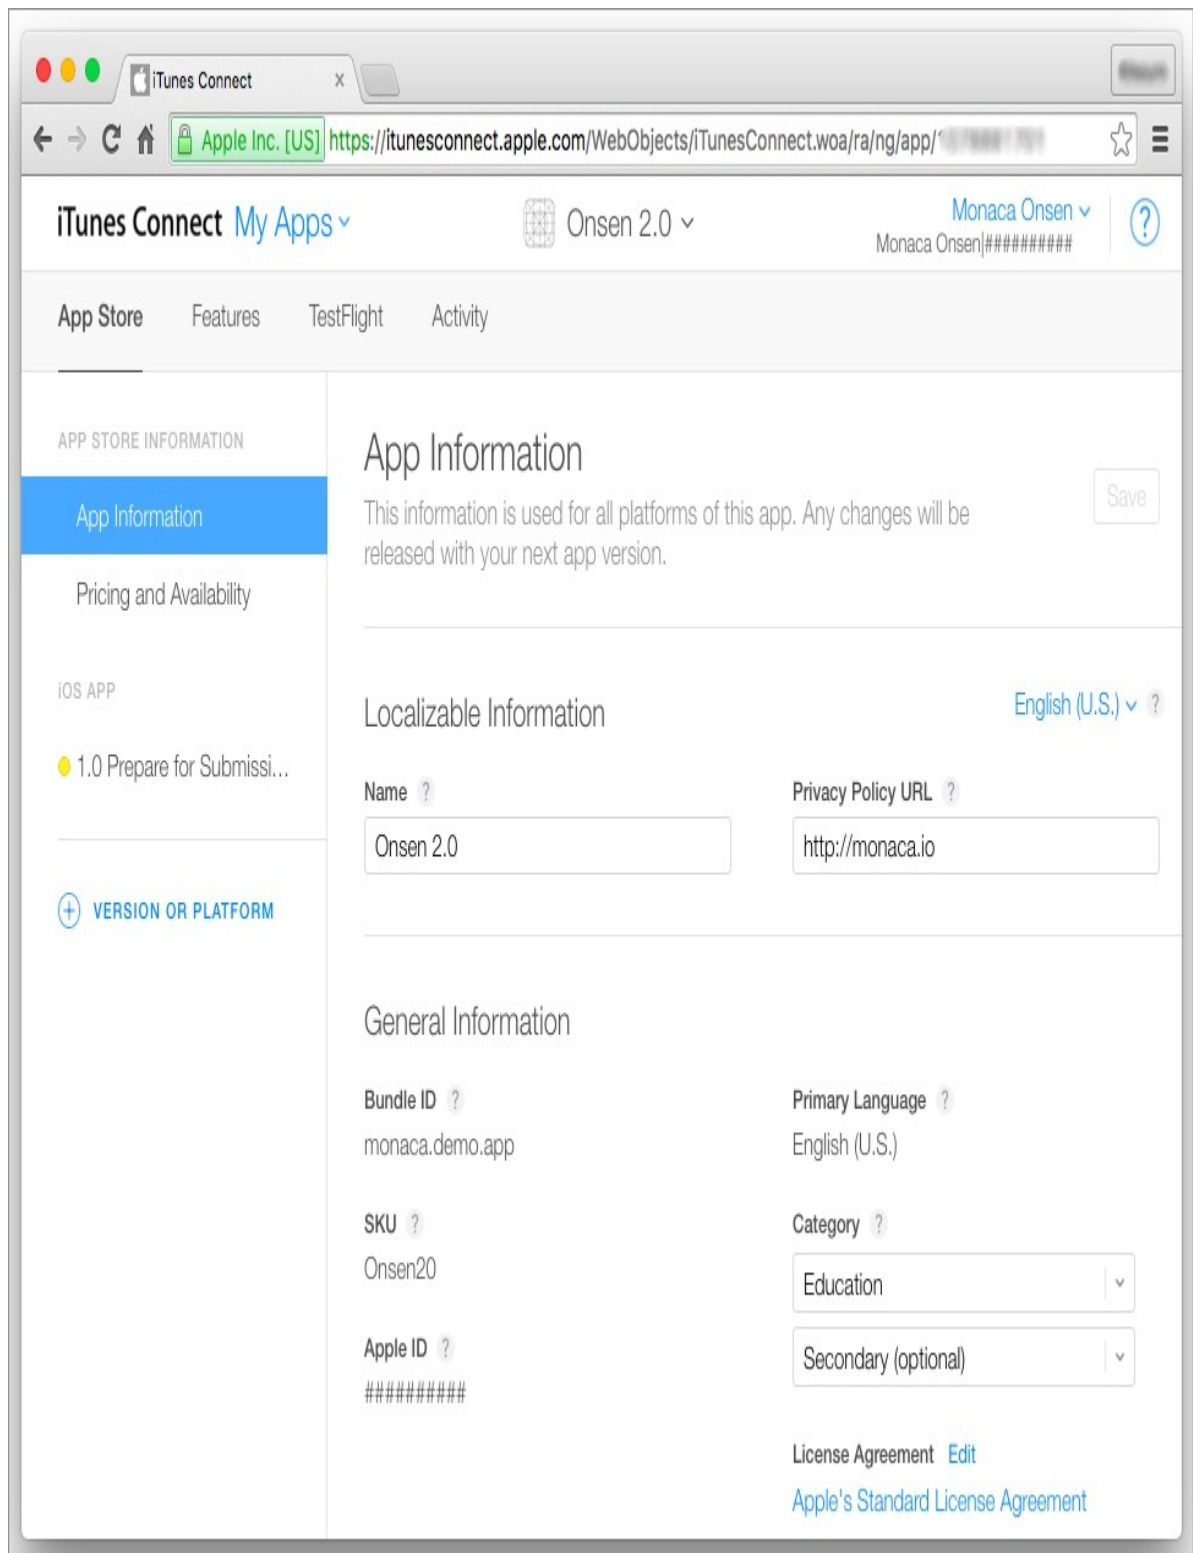 iTunes Connect
Apple Inc. [US] https://itunesconnect.apple.com/WebObjects/iTunesConnect.woa/ra/ng/app/
iTunes Connect My Apps
Onsen 2.0
Monaca Onsen
Monaca Onsen|##########
?
App Store Features TestFlight Activity
APP STORE INFORMATION
App Information
Pricing and Availability
iOS APP
1.0 Prepare for Submissi...
VERSION OR PLATFORM
App Information
This information is used for all platforms of this app. Any changes will be
released with your next app version.
Save
Localizable Information
English (U.S.) ?
Name ? Privacy Policy URL ?
Onsen 2.0 http://monaca.io
General Information
Bundle ID ? Primary Language ?
monaca.demo.app English (U.S.)
SKU ? Category ?
Onsen20 Education
Secondary (optional)
Apple ID ?
##########
License Agreement Edit
Apple's Standard License Agreement